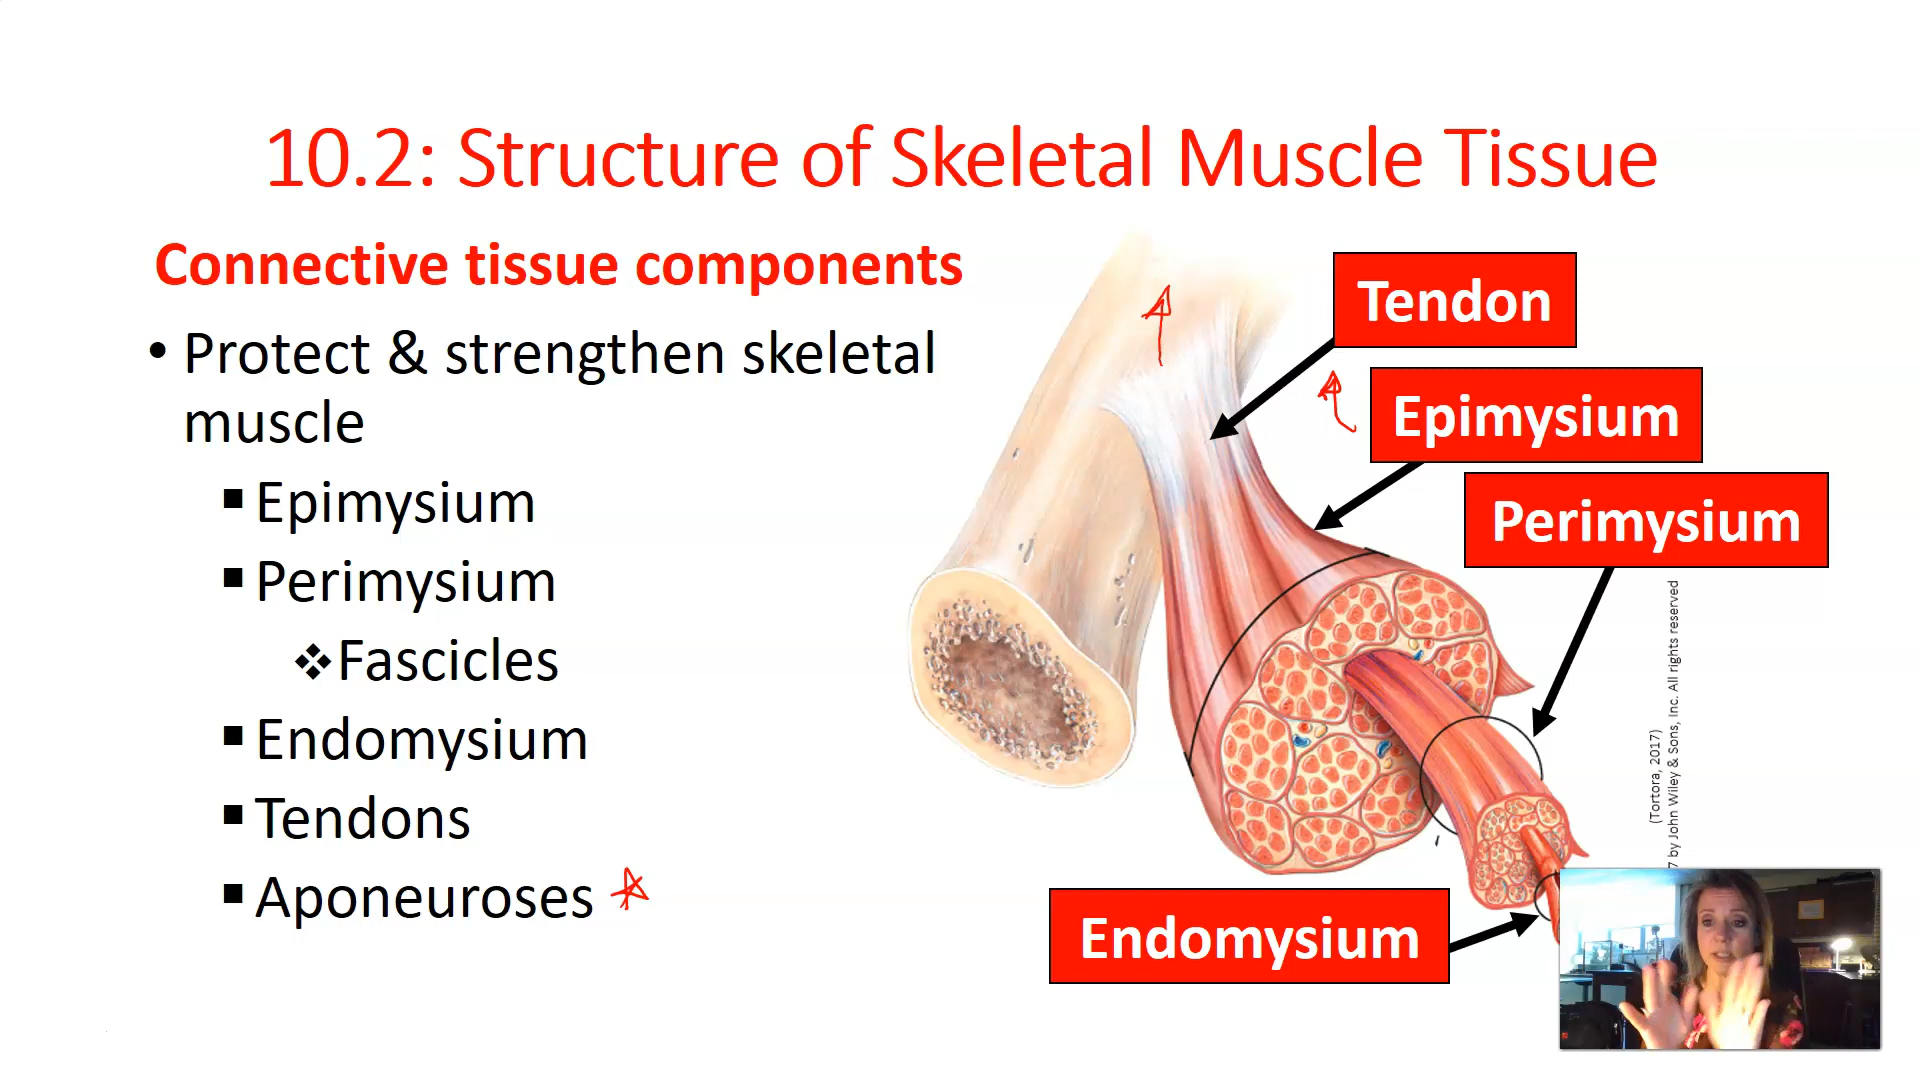 10.2: Structure of Skeletal Muscle Tissue
Connective tissue components
• Protect & strengthen skeletal
muscle
▪ Epimysium
▪ Perimysium
❖Fascicles
▪ Endomysium
▪ Tendons
▪ Aponeuroses
Tendon
Epimysium
Perimysium
Endomysium
(Tortora, 2017)
7 by John Wiley & Sons, Inc. All rights reserved